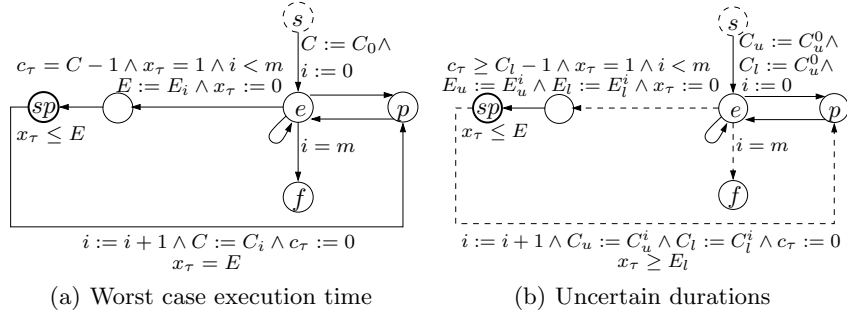 s
C := C₀∧
i := 0
c_τ = C − 1 ∧ x_τ = 1 ∧ i < m
E := E_i ∧ x_τ := 0
sp
e
p
x_τ ≤ E
i = m
f
i := i + 1 ∧ C := C_i ∧ c_τ := 0
x_τ = E
(a) Worst case execution time
s
C_u := C_u^0∧
C_l := C_u^0∧
i := 0
c_τ ≥ C_l − 1 ∧ x_τ = 1 ∧ i < m
E_u := E_u^i ∧ E_l := E_l^i ∧ x_τ := 0
sp
e
p
x_τ ≤ E
i = m
f
i := i + 1 ∧ C_u := C_u^i ∧ C_l := C_l^i ∧ c_τ := 0
x_τ ≥ E_l
(b) Uncertain durations